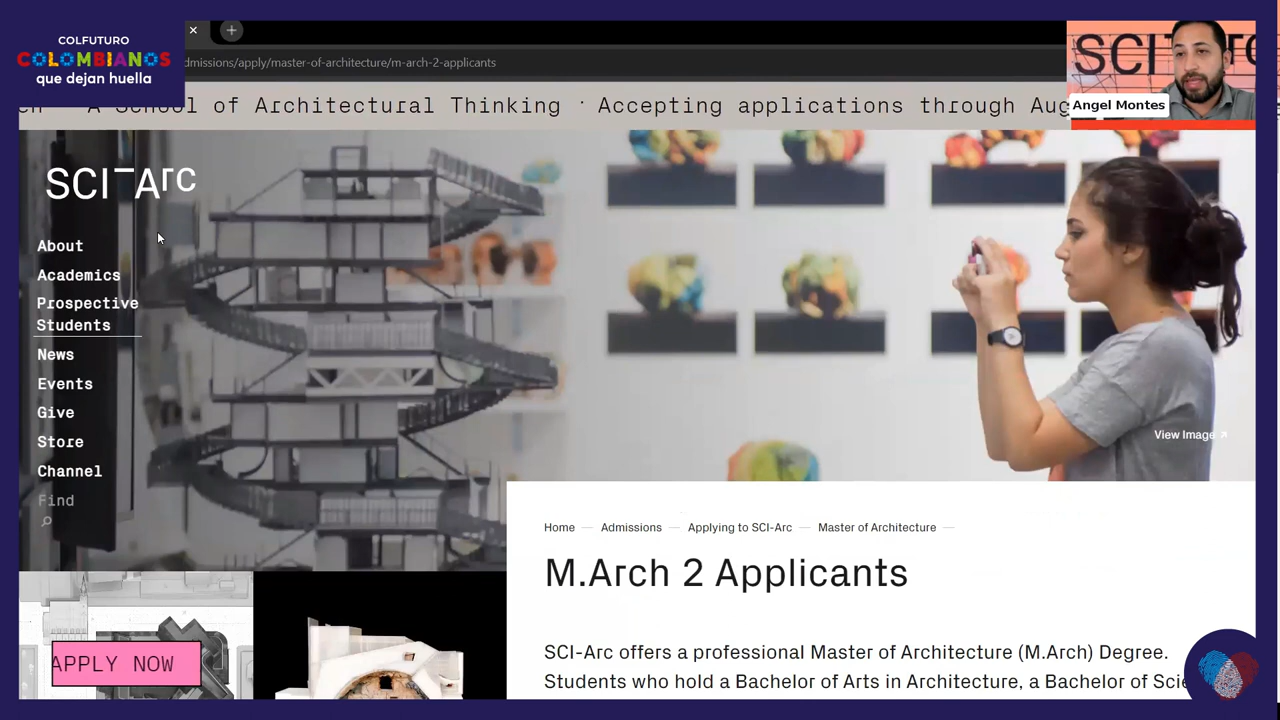 COLFUTURO
COLOMBIANOS
que dejan huella
dmissions/apply/master-of-architecture/m-arch-2-applicants
A School of Architectural Thinking · Accepting applications through Aug
SCI
Angel Montes
SCI-Arc
About
Academics
Prospective
Students
News
Events
Give
Store
Channel
Find
View Image ↗
Home — Admissions — Applying to SCI-Arc — Master of Architecture —
M.Arch 2 Applicants
APPLY NOW
SCI-Arc offers a professional Master of Architecture (M.Arch) Degree.
Students who hold a Bachelor of Arts in Architecture, a Bachelor of Scie